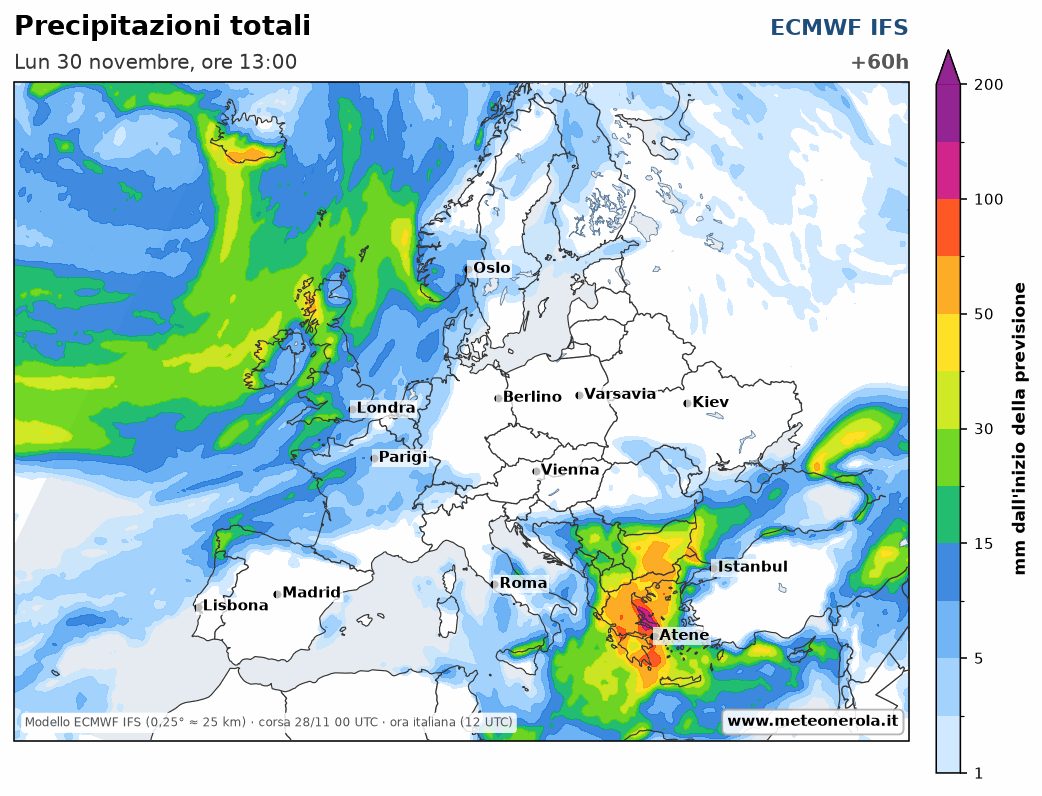 Precipitazioni totali
ECMWF IFS
Lun 30 novembre, ore 13:00
+60h
200
100
50
30
15
5
1
mm dall'inizio della previsione
Oslo
Berlino
Varsavia
Kiev
Londra
Parigi
Vienna
Istanbul
Roma
Madrid
Lisbona
Atene
Modello ECMWF IFS (0,25° ≈ 25 km) · corsa 28/11 00 UTC · ora italiana (12 UTC)
www.meteonerola.it